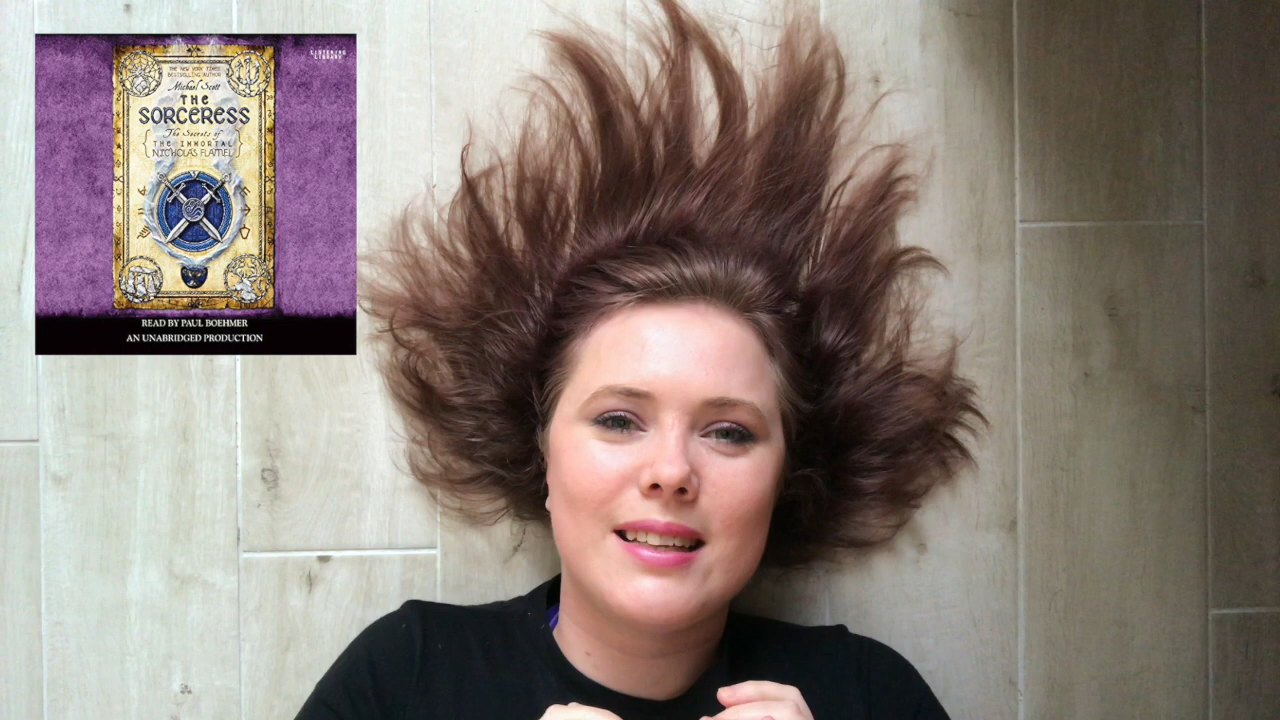 LISTENING
LIBRARY
THE NEW YORK TIMES
BESTSELLING AUTHOR
Michael Scott
THE
SORCERESS
The Secrets of
THE IMMORTAL
NICHOLAS FLAMEL
READ BY PAUL BOEHMER
AN UNABRIDGED PRODUCTION